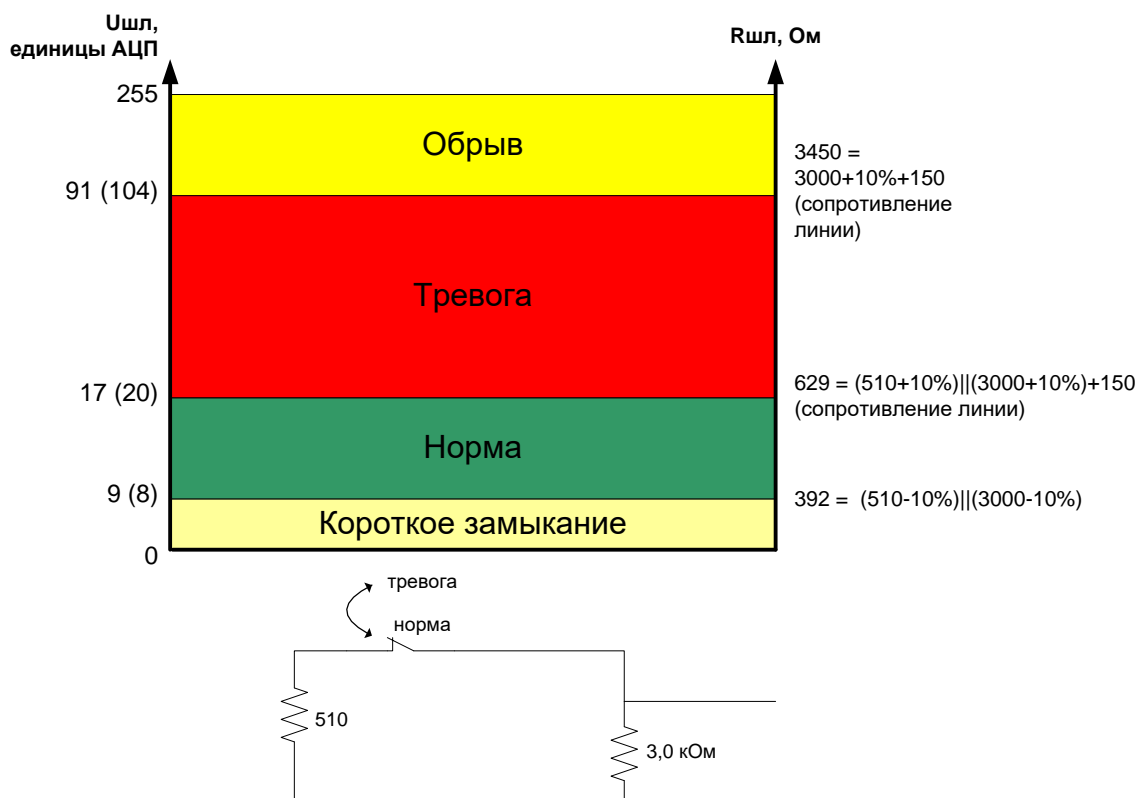 Uшл,
единицы АЦП
Rшл, Ом
255
Обрыв
3450 =
3000+10%+150
(сопротивление
линии)
91 (104)
Тревога
17 (20)
629 = (510+10%)||(3000+10%)+150
(сопротивление линии)
Норма
9 (8)
392 = (510-10%)||(3000-10%)
Короткое замыкание
0
тревога
норма
510
3,0 кОм